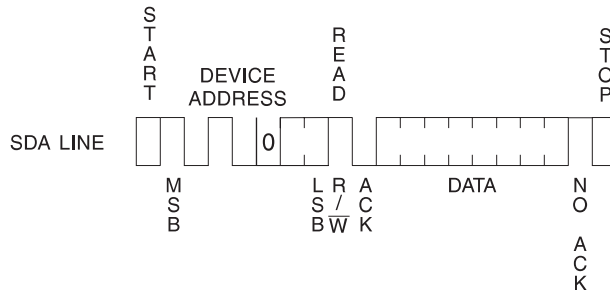 START
DEVICE
ADDRESS
READ
STOP
SDA LINE
0
MSB
LSB
R/W
ACK
DATA
NO ACK